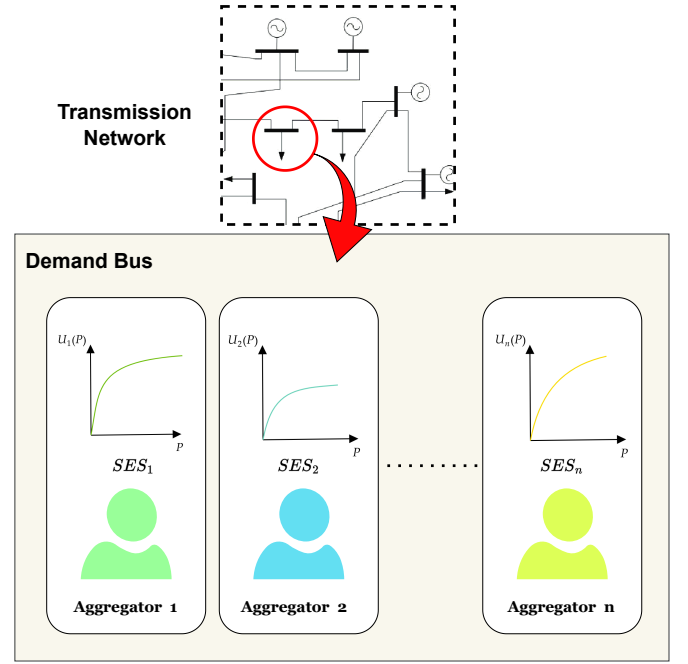 Transmission
Network
Demand Bus
U₁(P)
P
SES₁
Aggregator 1
U₂(P)
P
SES₂
Aggregator 2
. . . . . . . . . .
Uₙ(P)
P
SESₙ
Aggregator n